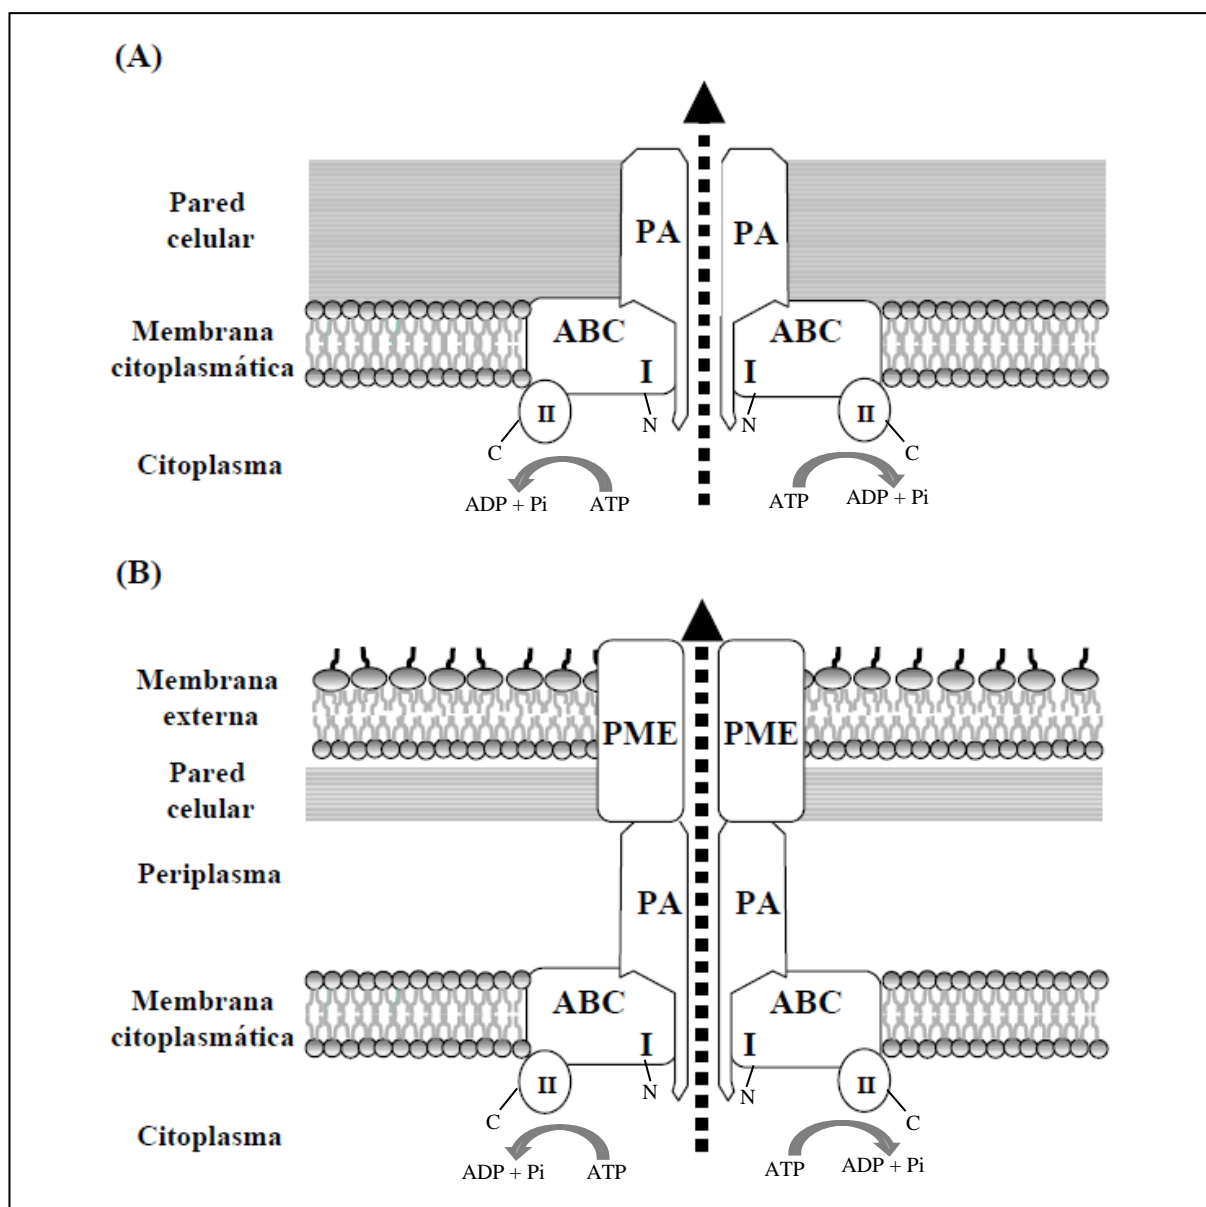 (A)
Pared
celular
PA PA
Membrana
citoplasmática
ABC ABC
I I
II II
N N
C C
Citoplasma
ADP + Pi ATP ATP ADP + Pi
(B)
Membrana
externa
PME PME
Pared
celular
Periplasma
PA PA
Membrana
citoplasmática
ABC ABC
I I
II II
N N
C C
Citoplasma
ADP + Pi ATP ATP ADP + Pi